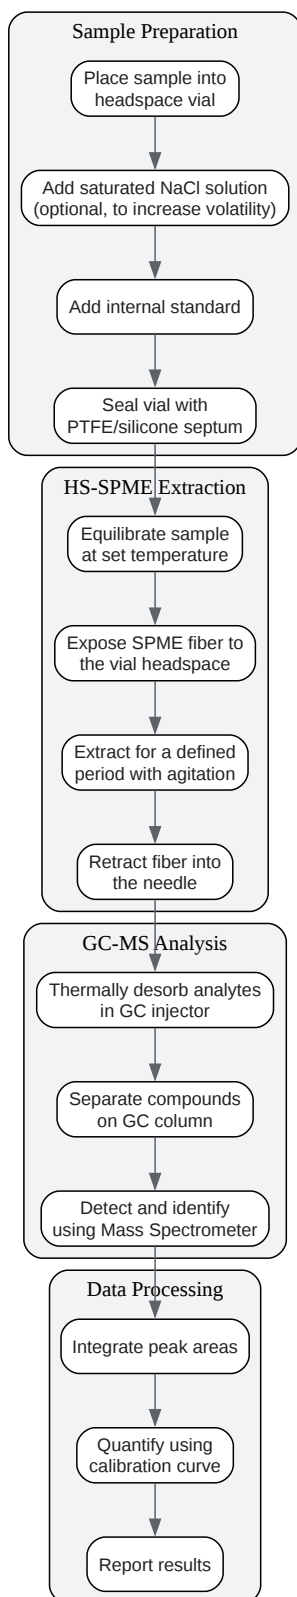 Sample Preparation
Place sample into
headspace vial
Add saturated NaCl solution
(optional, to increase volatility)
Add internal standard
Seal vial with
PTFE/silicone septum
HS-SPME Extraction
Equilibrate sample
at set temperature
Expose SPME fiber to
the vial headspace
Extract for a defined
period with agitation
Retract fiber into
the needle
GC-MS Analysis
Thermally desorb analytes
in GC injector
Separate compounds
on GC column
Detect and identify
using Mass Spectrometer
Data Processing
Integrate peak areas
Quantify using
calibration curve
Report results